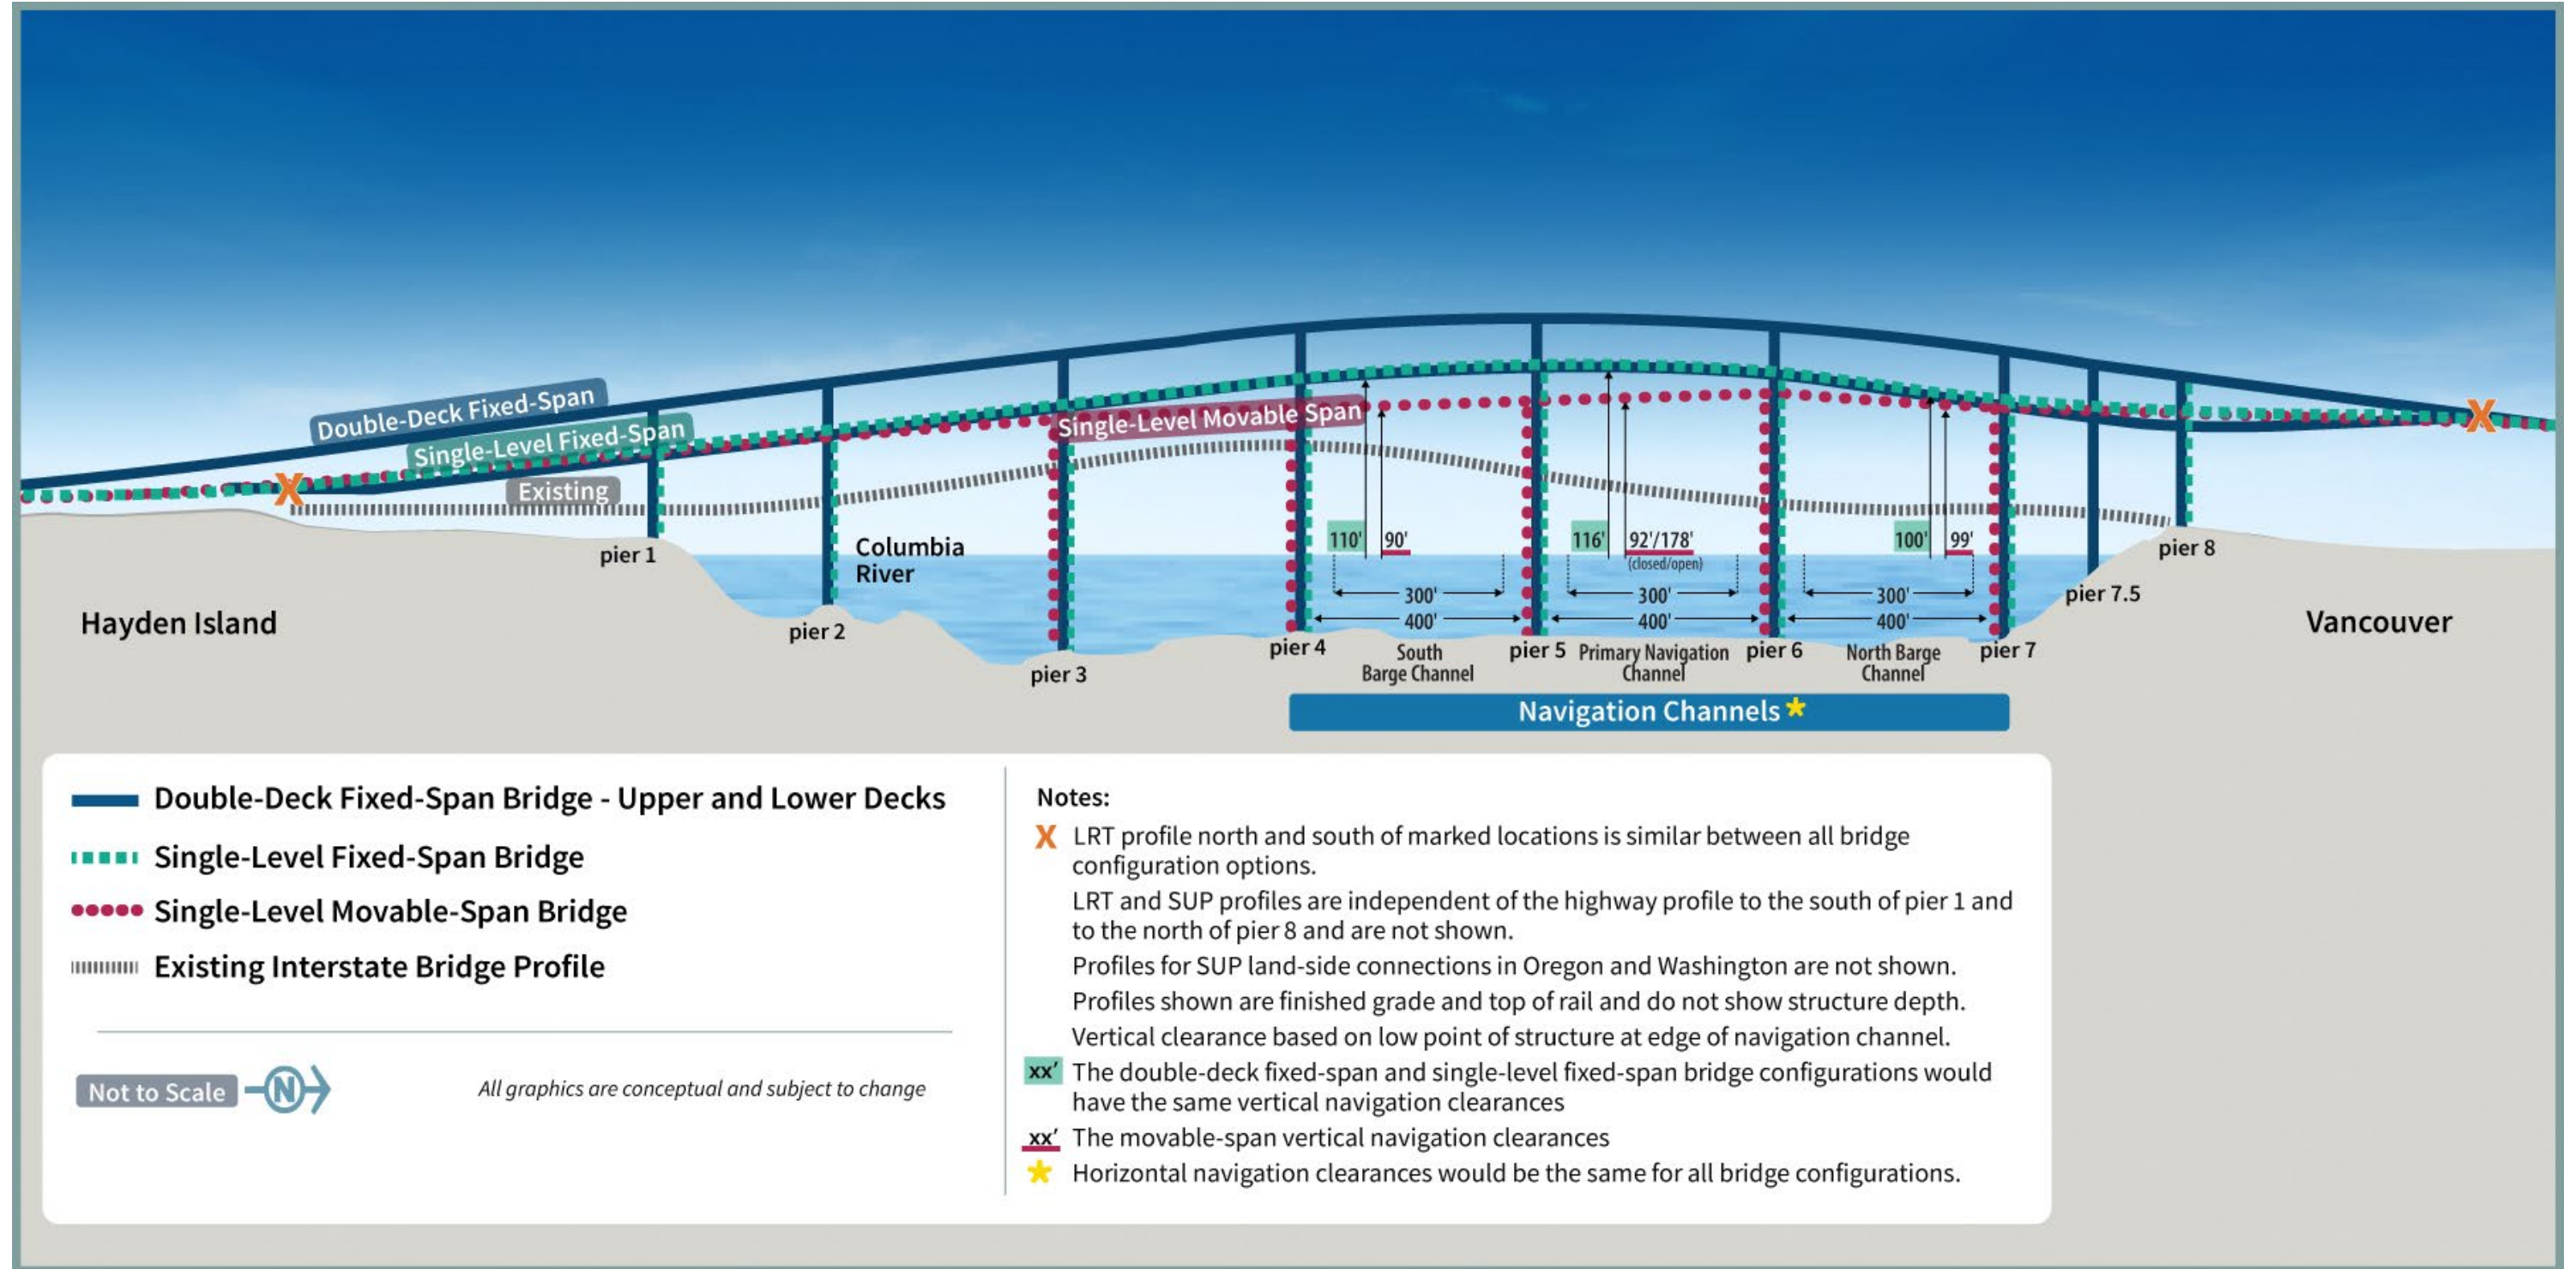 Double-Deck Fixed-Span
Single-Level Fixed-Span
Single-Level Movable Span
X
X
Existing
110'
90'
116'
92'/178'
(closed/open)
100'
99'
Columbia
River
pier 1
pier 8
300'
300'
300'
pier 7.5
400'
400'
400'
Hayden Island
Vancouver
pier 2
pier 3
pier 4
South
Barge Channel
pier 5
Primary Navigation
Channel
pier 6
North Barge
Channel
pier 7
Navigation Channels *
Double-Deck Fixed-Span Bridge - Upper and Lower Decks
Single-Level Fixed-Span Bridge
Single-Level Movable-Span Bridge
Existing Interstate Bridge Profile
Not to Scale
N
All graphics are conceptual and subject to change
Notes:
X LRT profile north and south of marked locations is similar between all bridge
configuration options.
LRT and SUP profiles are independent of the highway profile to the south of pier 1 and
to the north of pier 8 and are not shown.
Profiles for SUP land-side connections in Oregon and Washington are not shown.
Profiles shown are finished grade and top of rail and do not show structure depth.
Vertical clearance based on low point of structure at edge of navigation channel.
xx' The double-deck fixed-span and single-level fixed-span bridge configurations would
have the same vertical navigation clearances
xx' The movable-span vertical navigation clearances
* Horizontal navigation clearances would be the same for all bridge configurations.